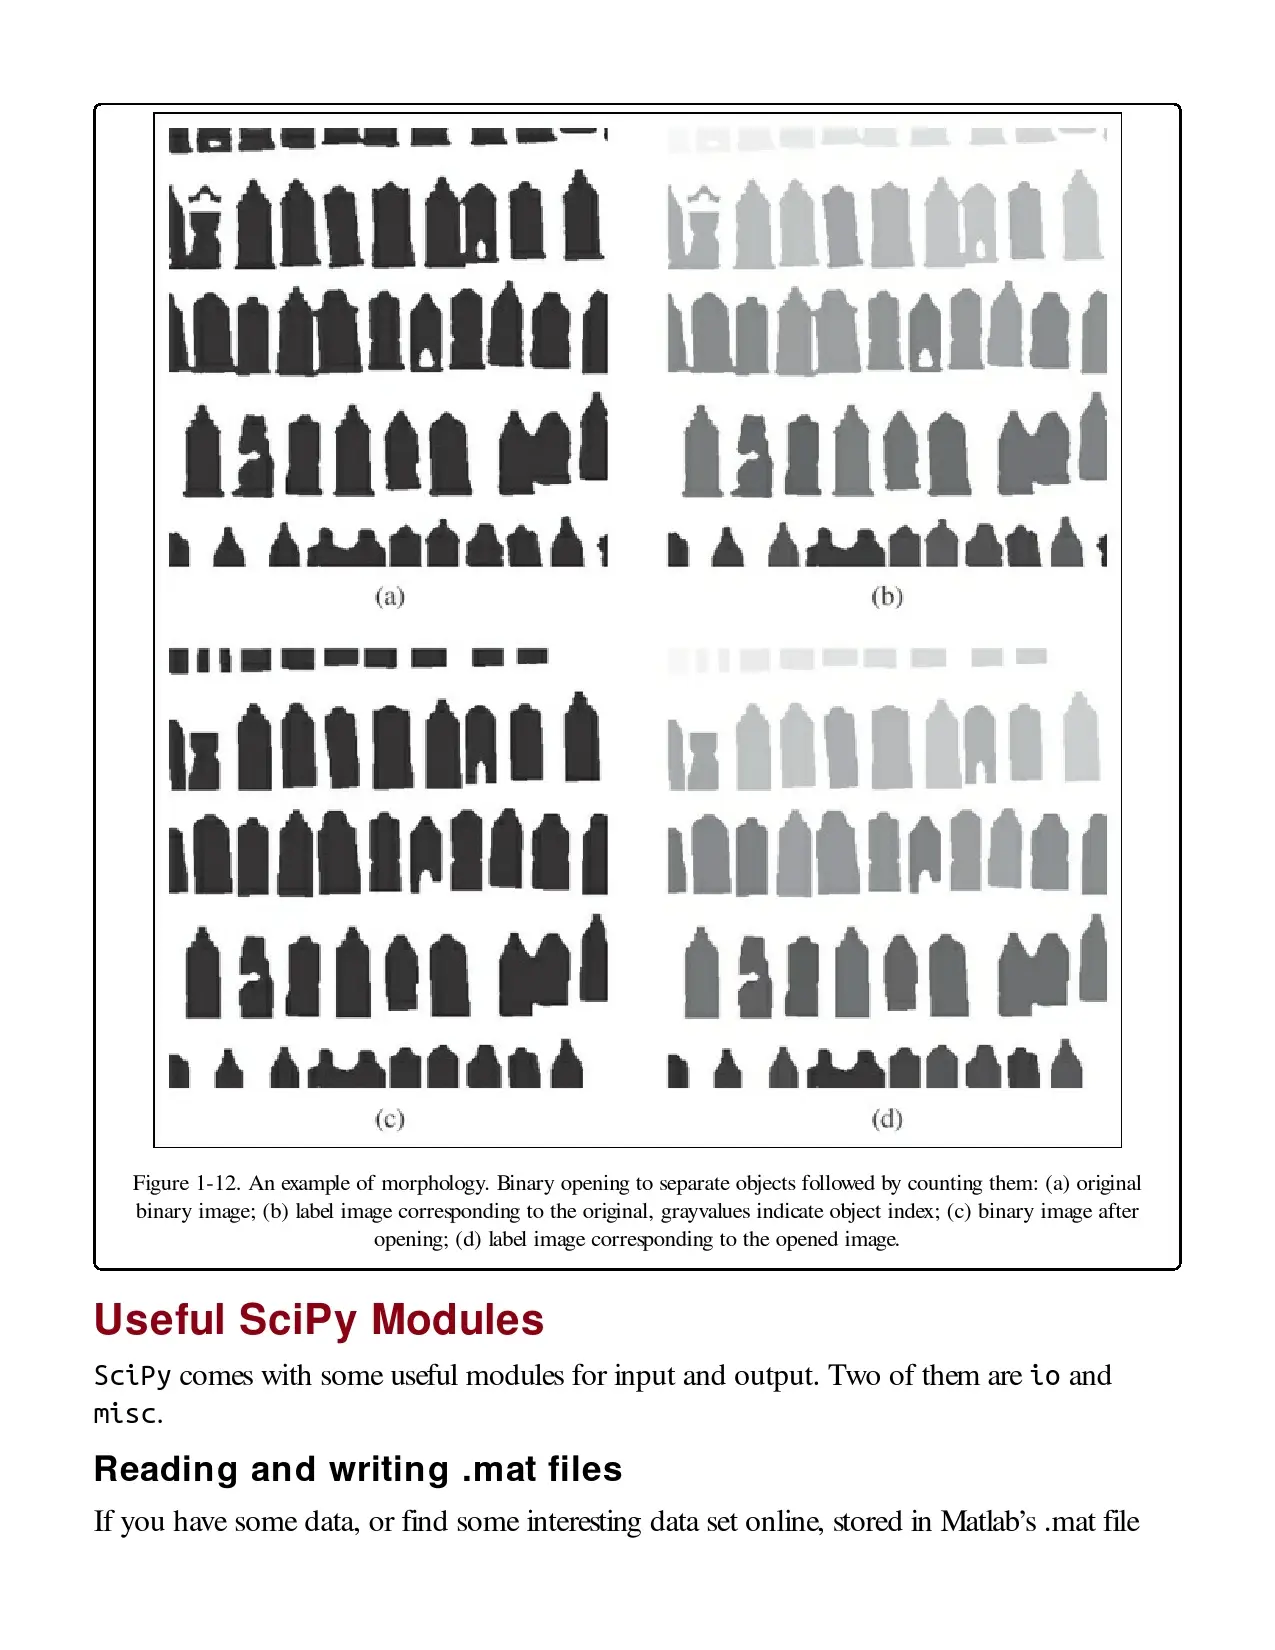 (a)
(b)
(c)
(d)
Figure 1-12. An example of morphology. Binary opening to separate objects followed by counting them: (a) original
binary image; (b) label image corresponding to the original, grayvalues indicate object index; (c) binary image after
opening; (d) label image corresponding to the opened image.
Useful SciPy Modules
SciPy comes with some useful modules for input and output. Two of them are io and
misc.
Reading and writing .mat files
If you have some data, or find some interesting data set online, stored in Matlab’s .mat file